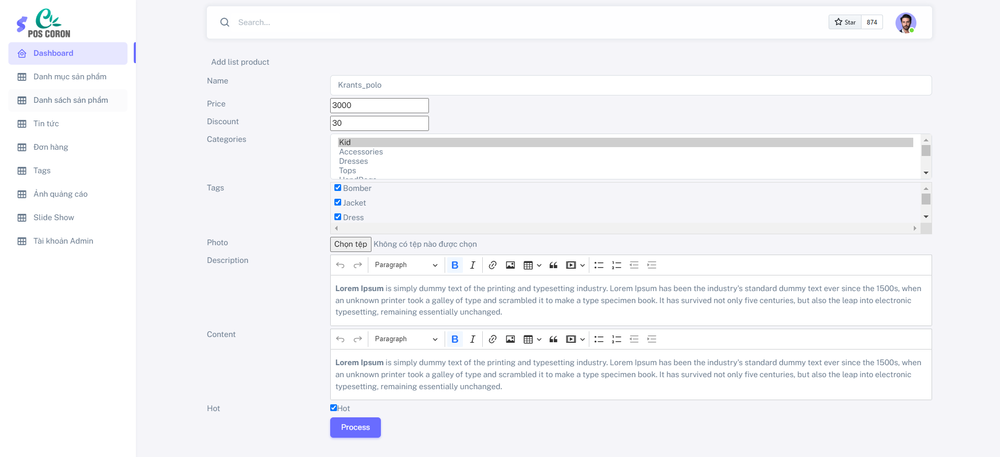 POS CORON
Search...
Star 874
Dashboard
Danh mục sản phẩm
Danh sách sản phẩm
Tin tức
Đơn hàng
Tags
Ảnh quảng cáo
Slide Show
Tài khoản Admin
Add list product
Name Krants_polo
Price 3000
Discount 30
Categories Kid
Accessories
Dresses
Tops
HandBags
Tags Bomber
Jacket
Dress
Photo Chọn tệp Không có tệp nào được chọn
Description Paragraph B I
Lorem Ipsum is simply dummy text of the printing and typesetting industry. Lorem Ipsum has been the industry's standard dummy text ever since the 1500s, when
an unknown printer took a galley of type and scrambled it to make a type specimen book. It has survived not only five centuries, but also the leap into electronic
typesetting, remaining essentially unchanged.
Content Paragraph B I
Lorem Ipsum is simply dummy text of the printing and typesetting industry. Lorem Ipsum has been the industry's standard dummy text ever since the 1500s, when
an unknown printer took a galley of type and scrambled it to make a type specimen book. It has survived not only five centuries, but also the leap into electronic
typesetting, remaining essentially unchanged.
Hot Hot
Process